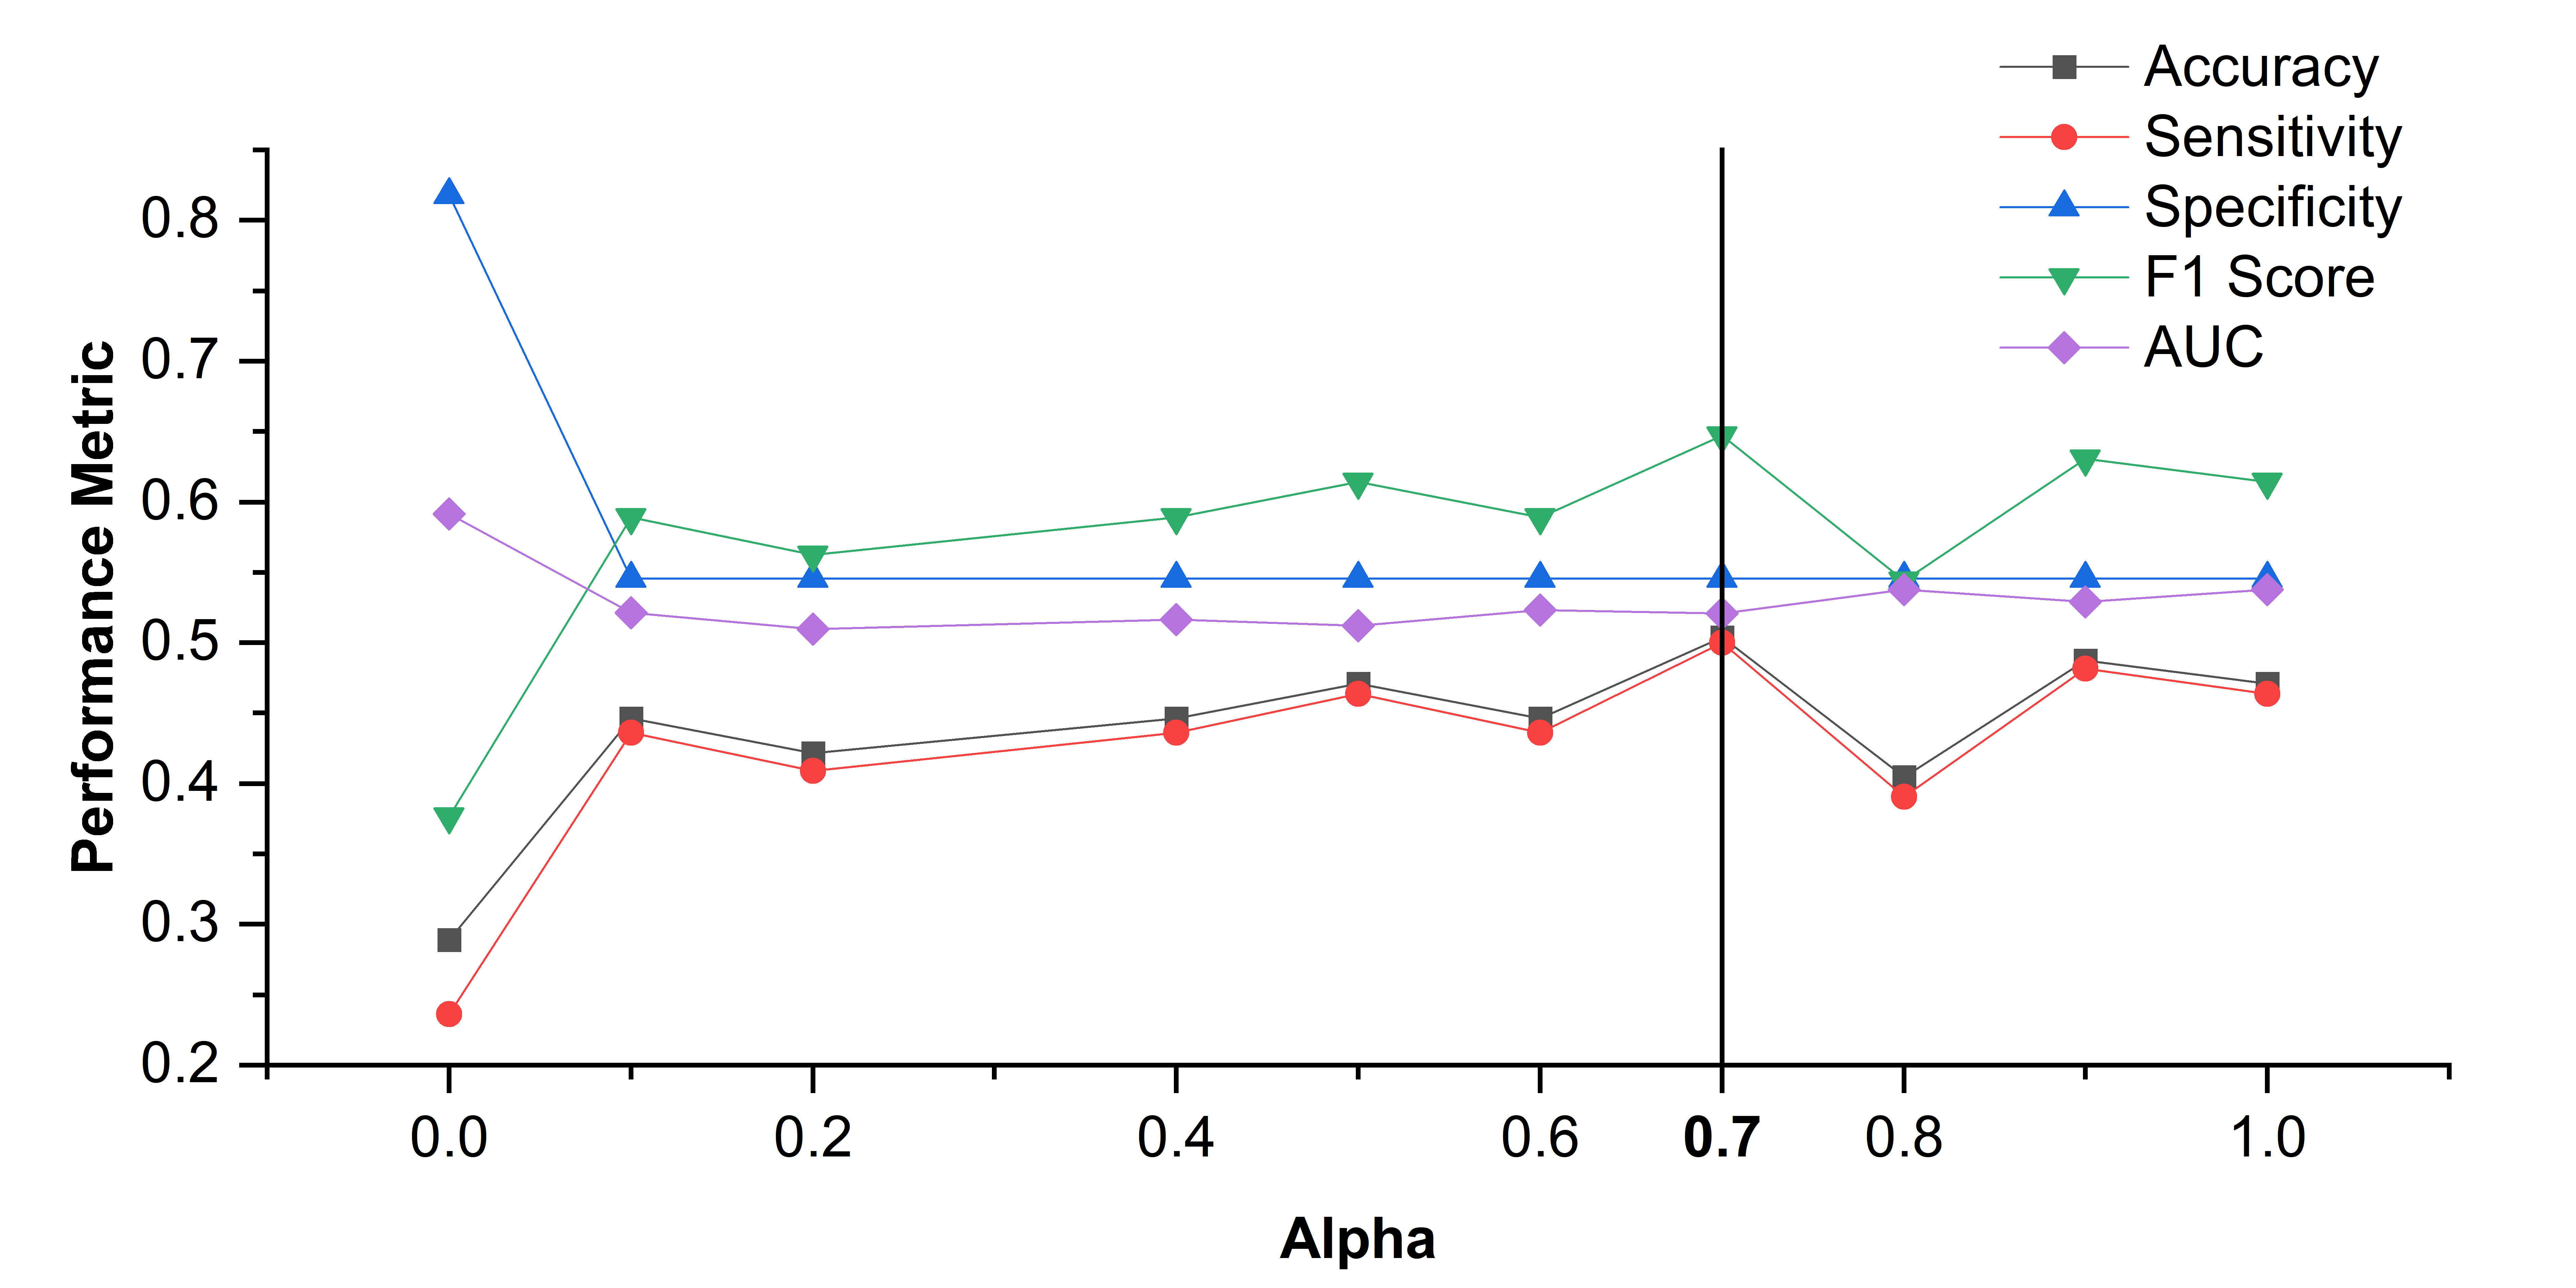 Accuracy
Sensitivity
Specificity
F1 Score
AUC
Performance Metric
0.8
0.7
0.6
0.5
0.4
0.3
0.2
0.0 0.2 0.4 0.6 0.7 0.8 1.0
Alpha